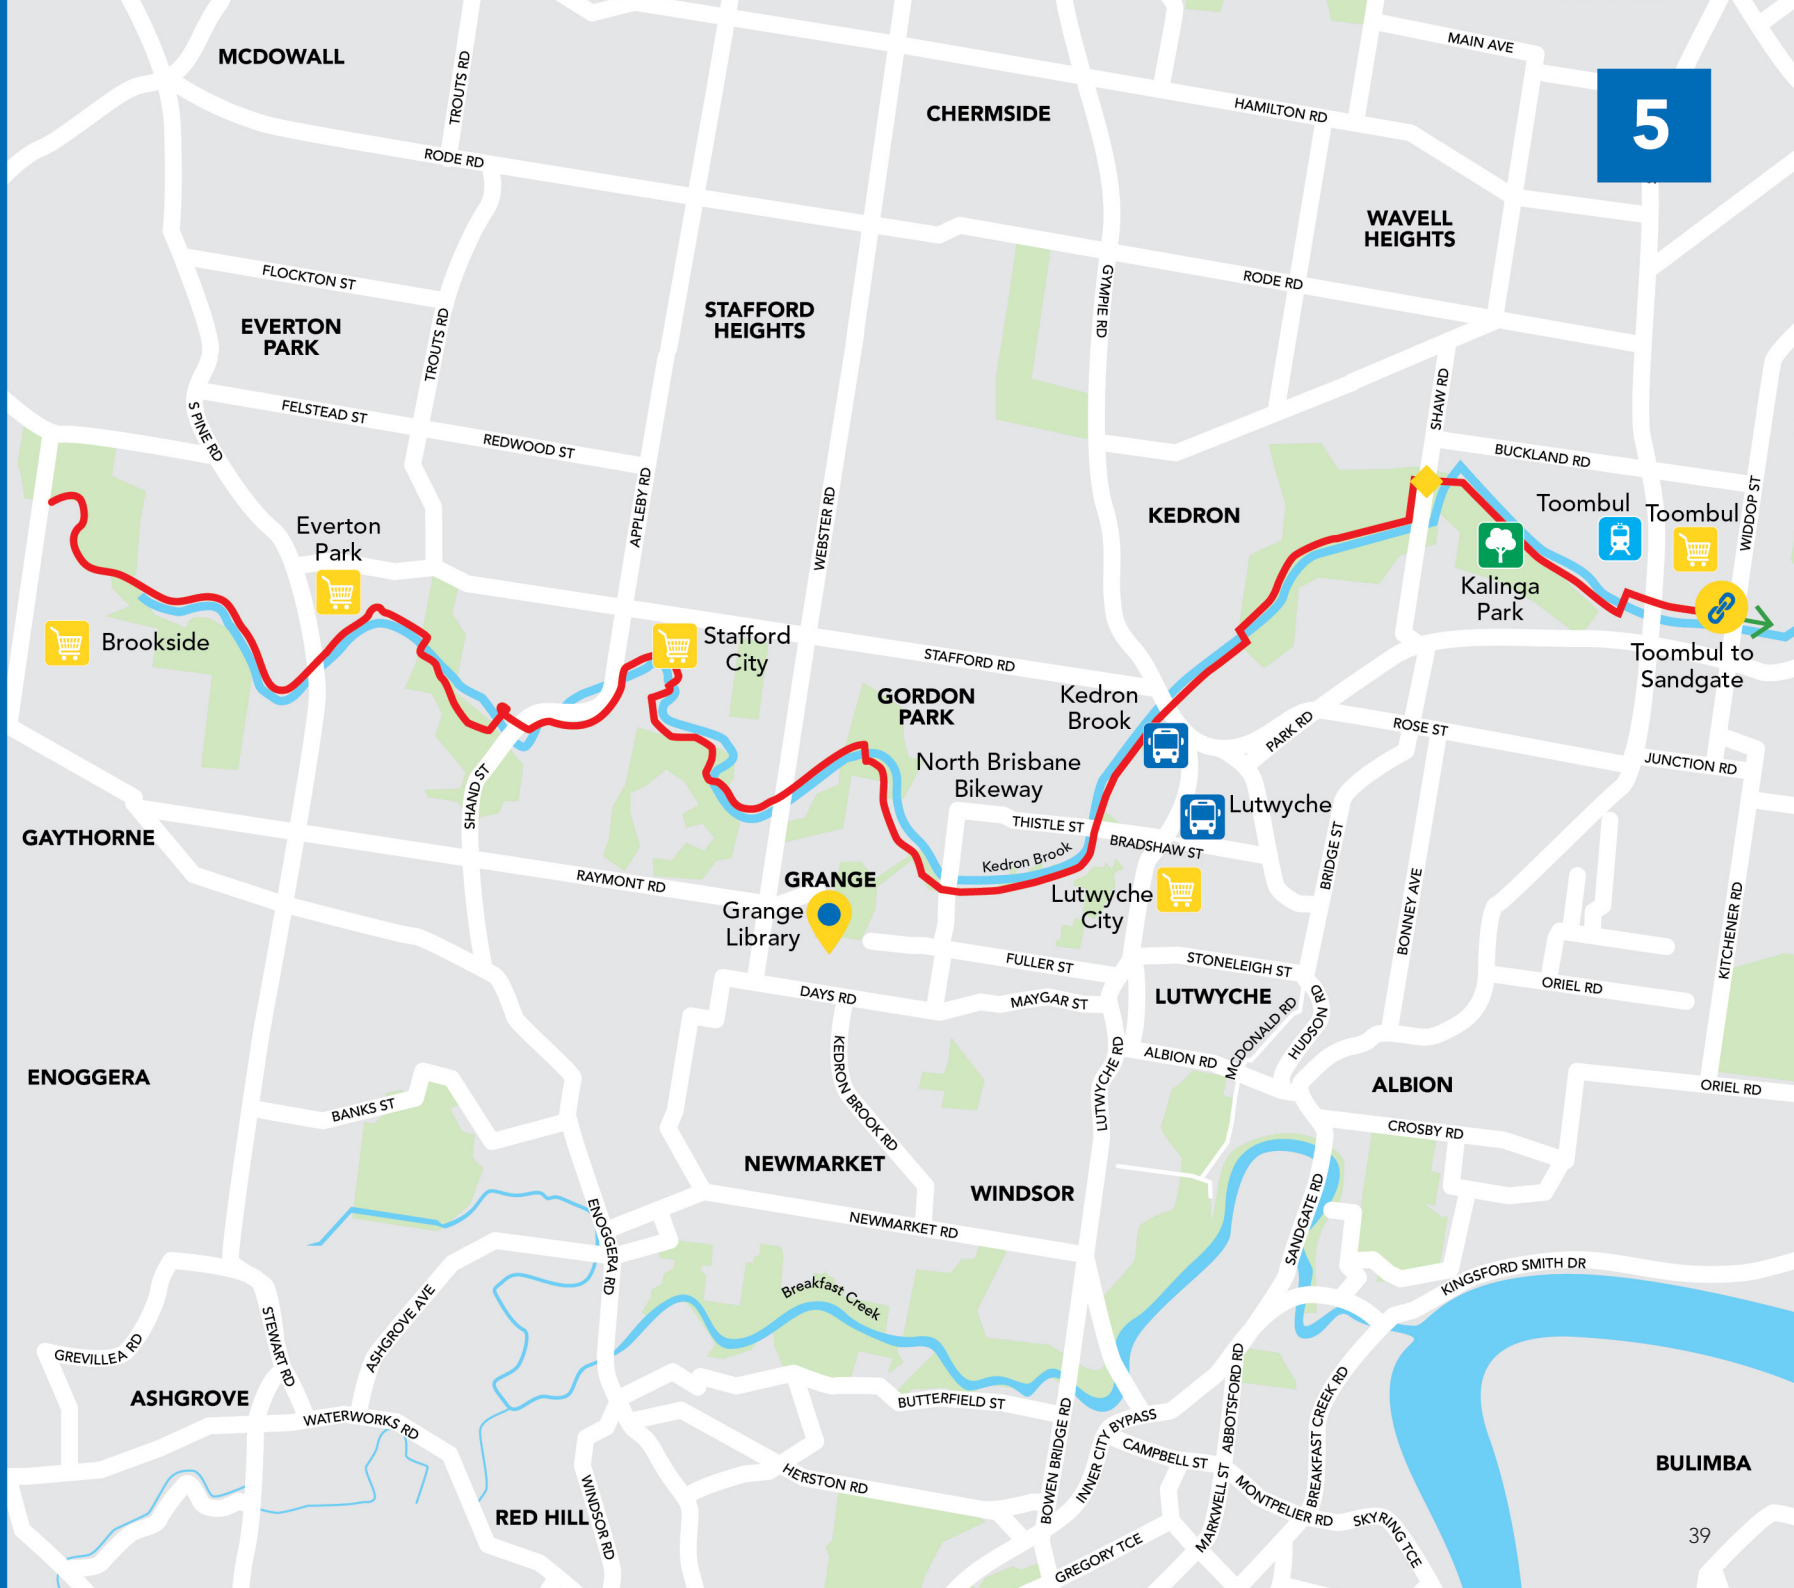 MAIN AVE
MCDOWALL
TROUTS RD
CHERMSIDE
HAMILTON RD
5
RODE RD
WAVELL
HEIGHTS
FLOCKTON ST
GYMPIE RD
RODE RD
EVERTON
PARK
TROUTS RD
STAFFORD
HEIGHTS
SHAW RD
S PINE RD
FELSTEAD ST
REDWOOD ST
BUCKLAND RD
APPLEBY RD
WEBSTER RD
KEDRON
Toombul
Toombul
WIDDOP ST
Everton
Park
Kalinga
Park
Brookside
Stafford
City
STAFFORD RD
Toombul to
Sandgate
GORDON
PARK
Kedron
Brook
PARK RD
ROSE ST
JUNCTION RD
North Brisbane
Bikeway
SHAND ST
Lutwyche
THISTLE ST
BRADSHAW ST
GAYTHORNE
Kedron Brook
BRIDGE ST
RAYMONT RD
GRANGE
Grange
Library
Lutwyche
City
BONNEY AVE
KITCHENER RD
FULLER ST
STONELEIGH ST
DAYS RD
MAYGAR ST
LUTWYCHE
ORIEL RD
MCDONALD RD
HUDSON RD
KEDRON BROOK RD
LUTWYCHE RD
ALBION RD
ENOGGERA
ALBION
ORIEL RD
BANKS ST
CROSBY RD
NEWMARKET
WINDSOR
ENOGGERA RD
NEWMARKET RD
SANDGATE RD
KINGSFORD SMITH DR
Breakfast Creek
STEWART RD
ASHGROVE AVE
GREVILLEA RD
ASHGROVE
WATERWORKS RD
BUTTERFIELD ST
ABBOTSFORD RD
BREAKFAST CREEK RD
INNER CITY BYPASS
BOWEN BRIDGE RD
CAMPBELL ST
BULIMBA
HERSTON RD
WINDSOR RD
RED HILL
MARKWELL ST
MONTPELIER RD
SKYRING TCE
GREGORY TCE
39